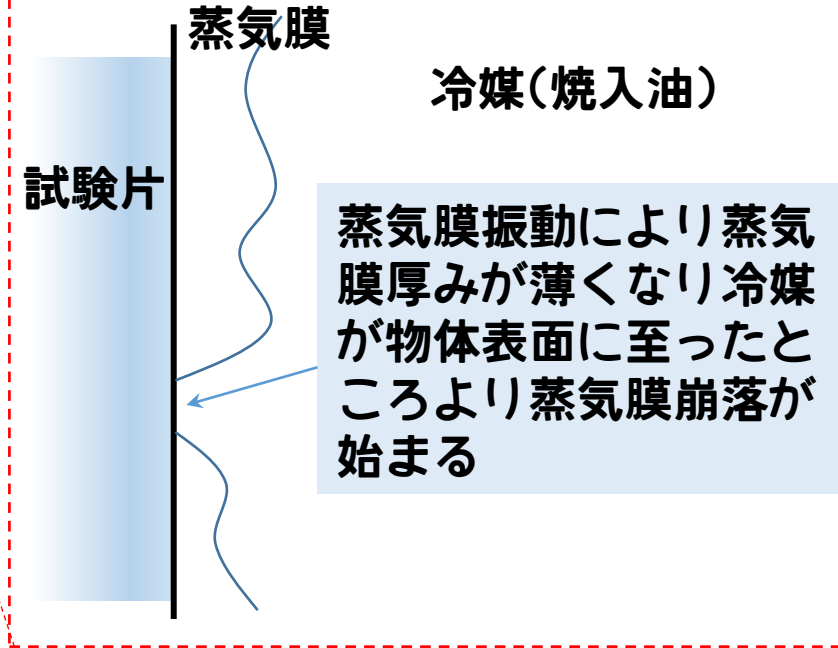 蒸気膜
冷媒(焼入油)
試験片
蒸気膜振動により蒸気
膜厚みが薄くなり冷媒
が物体表面に至ったと
ころより蒸気膜崩落が
始まる